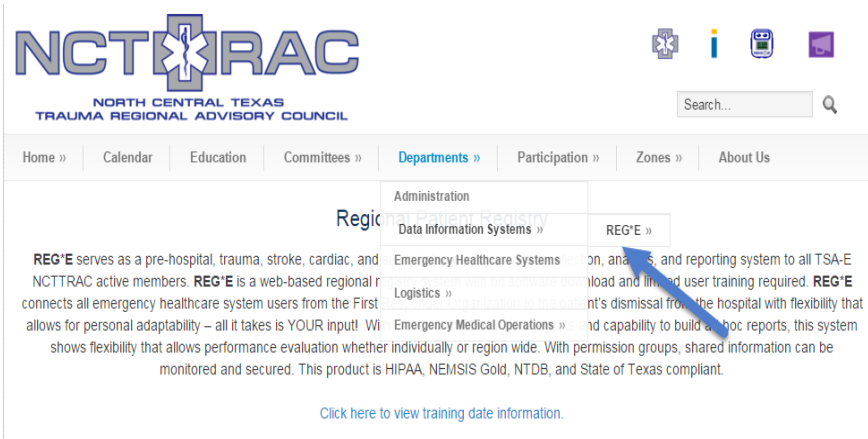 NCTTRAC
NORTH CENTRAL TEXAS
TRAUMA REGIONAL ADVISORY COUNCIL
Search...
Home » Calendar Education Committees » Departments » Participation » Zones » About Us
Administration
Regional Patient Registry
Data Information Systems » REG*E »
REG*E serves as a pre-hospital, trauma, stroke, cardiac, and Emergency Healthcare Systems and reporting system to all TSA-E
NCTTRAC active members. REG*E is a web-based regional registry system with no software download and limited user training required. REG*E
Logistics »
connects all emergency healthcare system users from the First patient's dismissal from the hospital with flexibility that
allows for personal adaptability – all it takes is YOUR input! Emergency Medical Operations » and capability to build ad hoc reports, this system
shows flexibility that allows performance evaluation whether individually or region wide. With permission groups, shared information can be
monitored and secured. This product is HIPAA, NEMSIS Gold, NTDB, and State of Texas compliant.
Click here to view training date information.